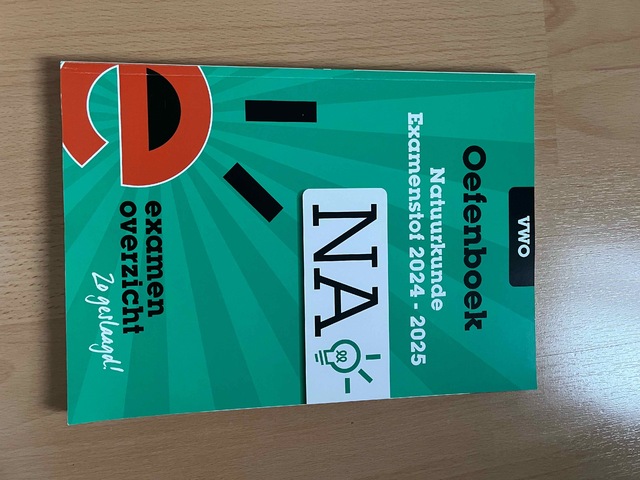 vwo
Oefenboek
Natuurkunde
Examenstof 2024 - 2025
NA
e
examen
overzicht
Zo geslaagd!